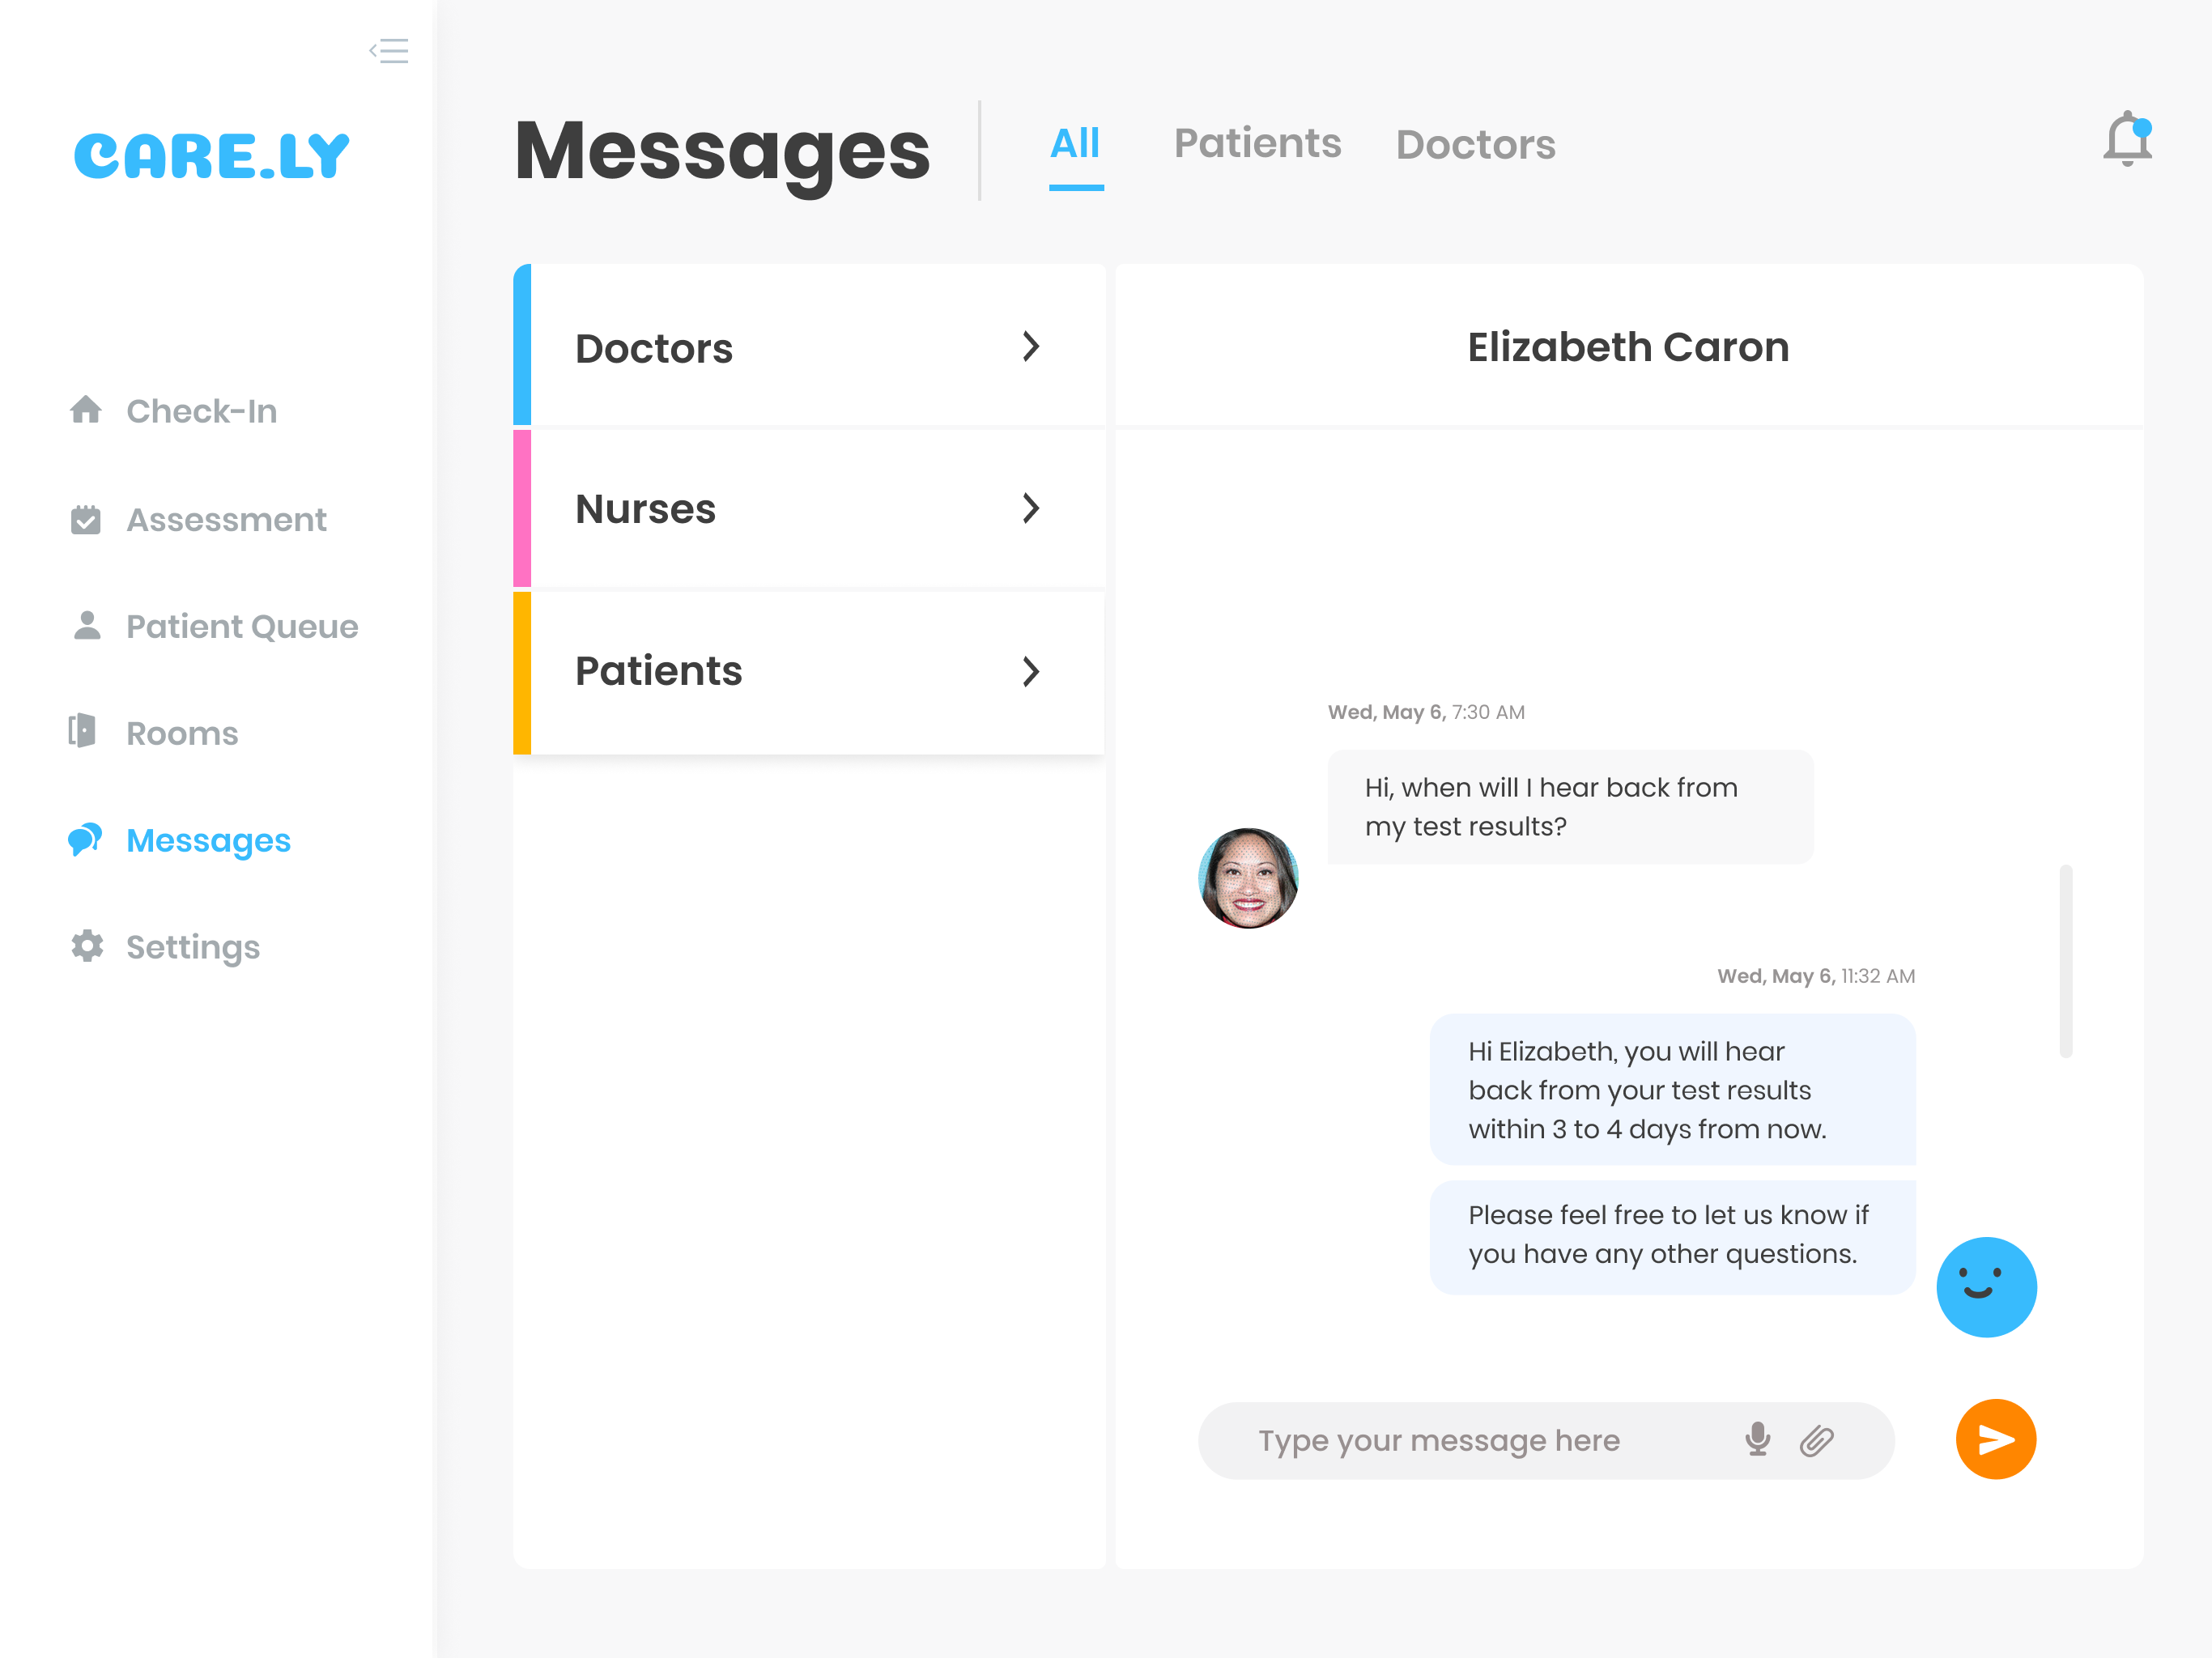 CARE.LY
Check-In
Assessment
Patient Queue
Rooms
Messages
Settings
Messages
All
Patients
Doctors
Doctors
Nurses
Patients
Elizabeth Caron
Wed, May 6, 7:30 AM
Hi, when will I hear back from
my test results?
Wed, May 6, 11:32 AM
Hi Elizabeth, you will hear
back from your test results
within 3 to 4 days from now.
Please feel free to let us know if
you have any other questions.
Type your message here